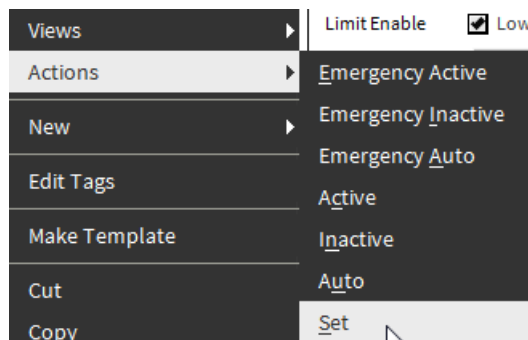 Views
Actions
New
Edit Tags
Make Template
Cut
Copy
Limit Enable
Emergency Active
Emergency Inactive
Emergency Auto
Active
Inactive
Auto
Set